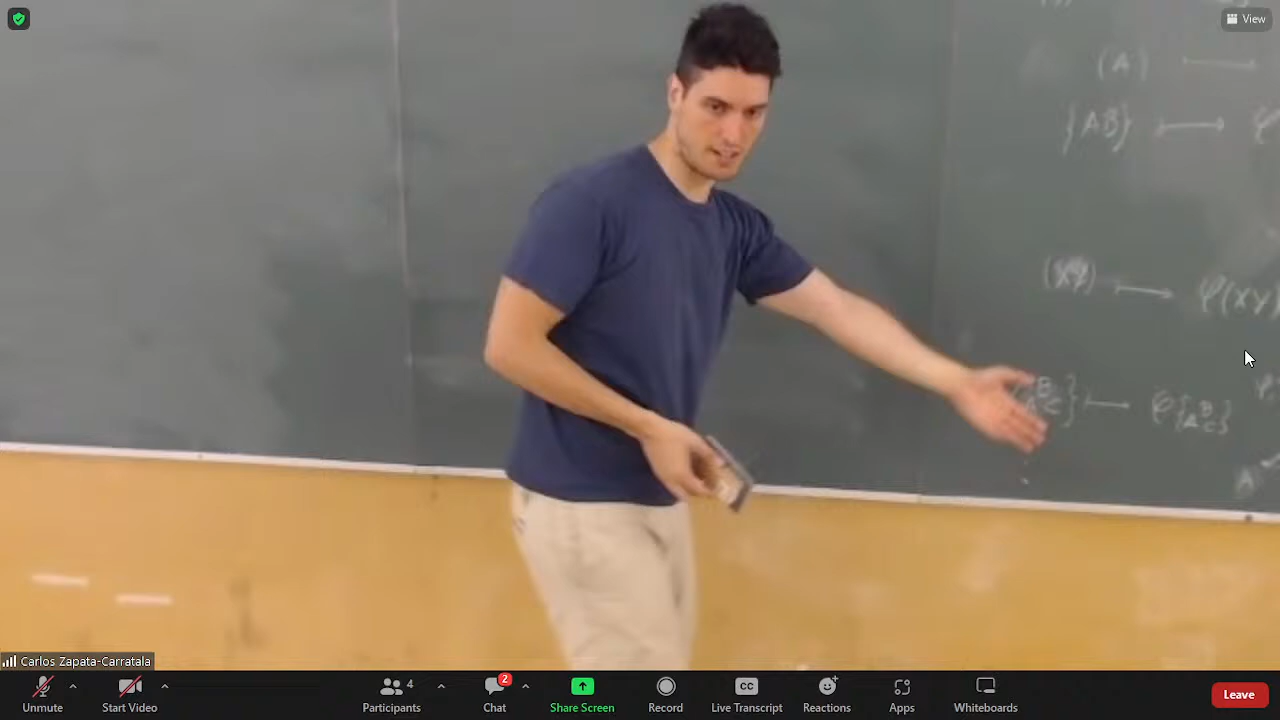 View
(A) ⟼
{AB} ⟼ φ
⟼ φ(XY)
B
C} ⟼ φ{A B C}
A
Carlos Zapata-Carratala
4
2
CC
Unmute
Start Video
Participants
Chat
Share Screen
Record
Live Transcript
Reactions
Apps
Whiteboards
Leave